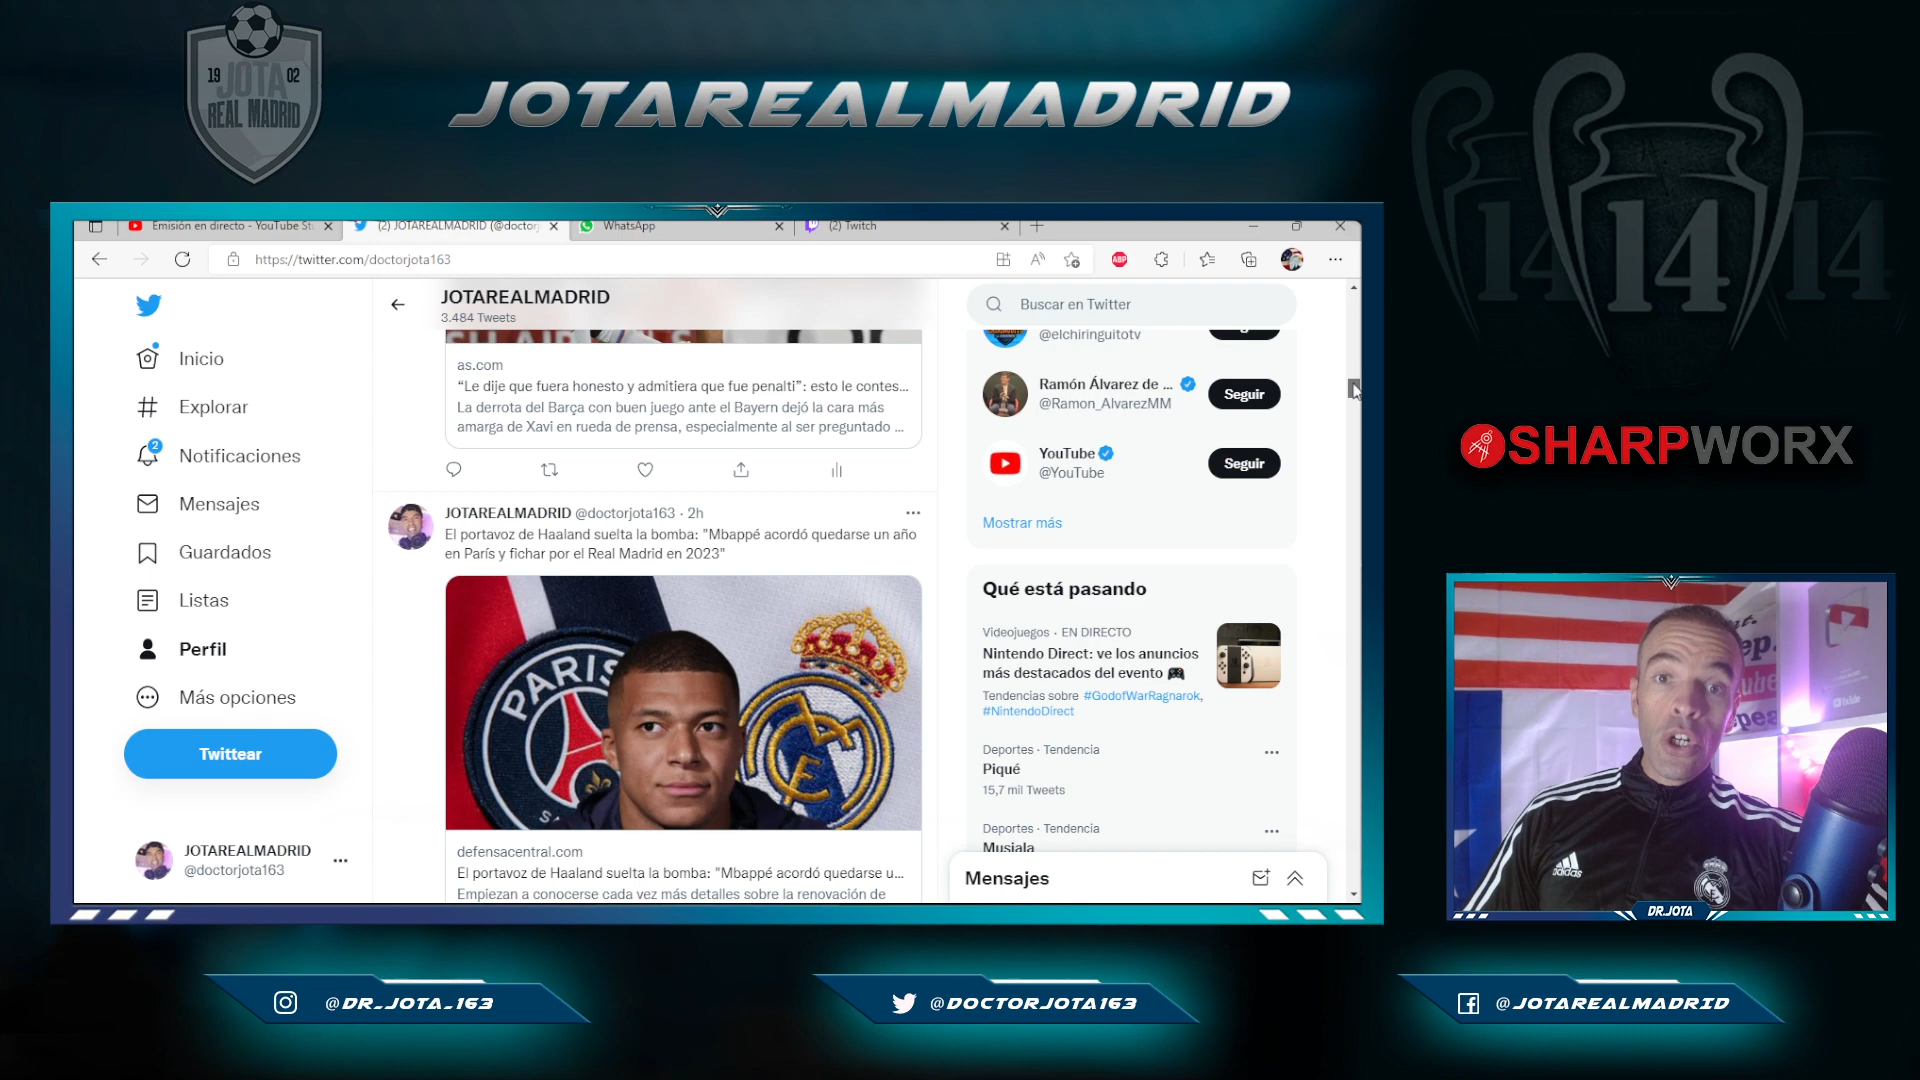 19 JOTA 02
REAL MADRID
JOTAREALMADRID
14
14
14
Emisión en directo - YouTube Stu
(2) JOTAREALMADRID (@doctorj
WhatsApp
(2) Twitch
https://twitter.com/doctorjota163
ABP
JOTAREALMADRID
3.484 Tweets
Inicio
Explorar
2
Notificaciones
Mensajes
Guardados
Listas
Perfil
Más opciones
Twittear
JOTAREALMADRID
@doctorjota163
as.com
“Le dije que fuera honesto y admitiera que fue penalti”: esto le contes...
La derrota del Barça con buen juego ante el Bayern dejó la cara más
amarga de Xavi en rueda de prensa, especialmente al ser preguntado ...
JOTAREALMADRID @doctorjota163 · 2h
El portavoz de Haaland suelta la bomba: "Mbappé acordó quedarse un año
en París y fichar por el Real Madrid en 2023"
PARIS
defensacentral.com
El portavoz de Haaland suelta la bomba: "Mbappé acordó quedarse u...
Empiezan a conocerse cada vez más detalles sobre la renovación de
Buscar en Twitter
@elchiringuitotv
Ramón Álvarez de ...
@Ramon_AlvarezMM
Seguir
YouTube
@YouTube
Seguir
Mostrar más
Qué está pasando
Videojuegos · EN DIRECTO
Nintendo Direct: ve los anuncios
más destacados del evento
Tendencias sobre #GodofWarRagnarok,
#NintendoDirect
Deportes · Tendencia
Piqué
15,7 mil Tweets
Deportes · Tendencia
Musiala
Mensajes
SHARPWORX
adidas
DR.JOTA
@DR_JOTA_163
@DOCTORJOTA163
@JOTAREALMADRID